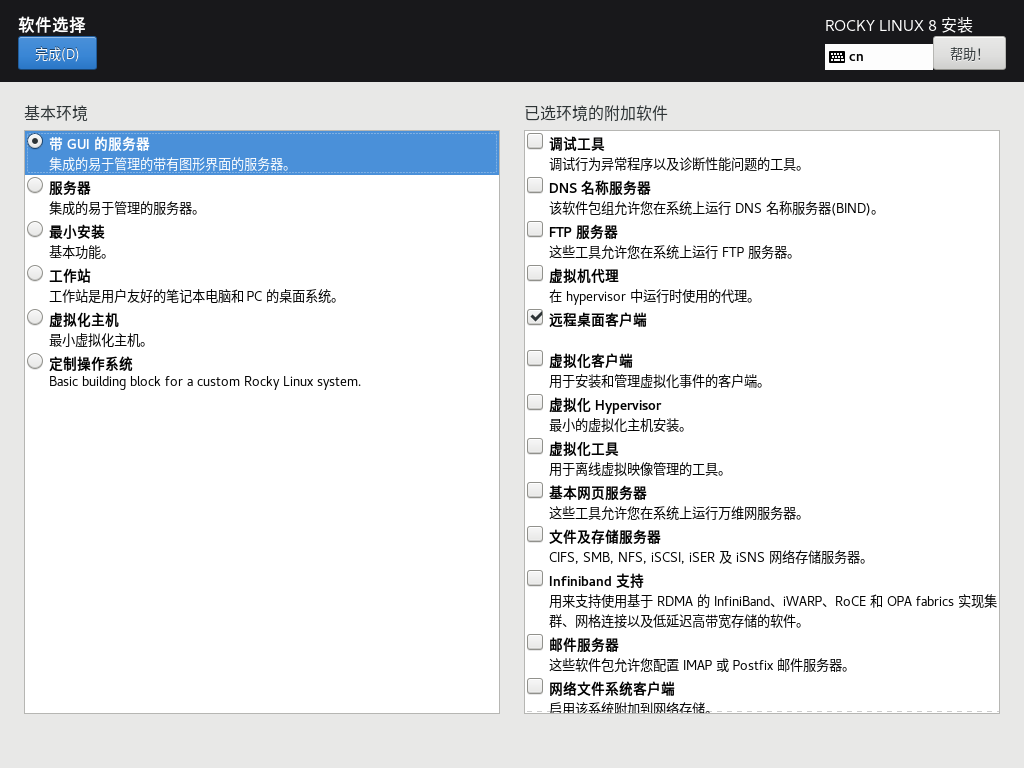 软件选择
完成(D)
ROCKY LINUX 8 安装
cn
帮助!
基本环境
带 GUI 的服务器
集成的易于管理的带有图形界面的服务器。
服务器
集成的易于管理的服务器。
最小安装
基本功能。
工作站
工作站是用户友好的笔记本电脑和 PC 的桌面系统。
虚拟化主机
最小虚拟化主机。
定制操作系统
Basic building block for a custom Rocky Linux system.
已选环境的附加软件
调试工具
调试行为异常程序以及诊断性能问题的工具。
DNS 名称服务器
该软件包组允许您在系统上运行 DNS 名称服务器(BIND)。
FTP 服务器
这些工具允许您在系统上运行 FTP 服务器。
虚拟机代理
在 hypervisor 中运行时使用的代理。
远程桌面客户端
虚拟化客户端
用于安装和管理虚拟化事件的客户端。
虚拟化 Hypervisor
最小的虚拟化主机安装。
虚拟化工具
用于离线虚拟映像管理的工具。
基本网页服务器
这些工具允许您在系统上运行万维网服务器。
文件及存储服务器
CIFS, SMB, NFS, iSCSI, iSER 及 iSNS 网络存储服务器。
Infiniband 支持
用来支持使用基于 RDMA 的 InfiniBand、iWARP、RoCE 和 OPA fabrics 实现集
群、网格连接以及低延迟高带宽存储的软件。
邮件服务器
这些软件包允许您配置 IMAP 或 Postfix 邮件服务器。
网络文件系统客户端
启用该系统附加到网络存储。